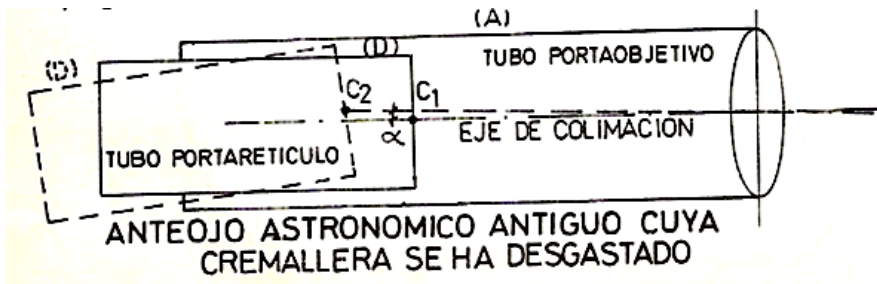 (A)
(D)
(D)
TUBO PORTAOBJETIVO
C2
C1
α
EJE DE COLIMACION
TUBO PORTARETICULO
ANTEOJO ASTRONOMICO ANTIGUO CUYA
CREMALLERA SE HA DESGASTADO